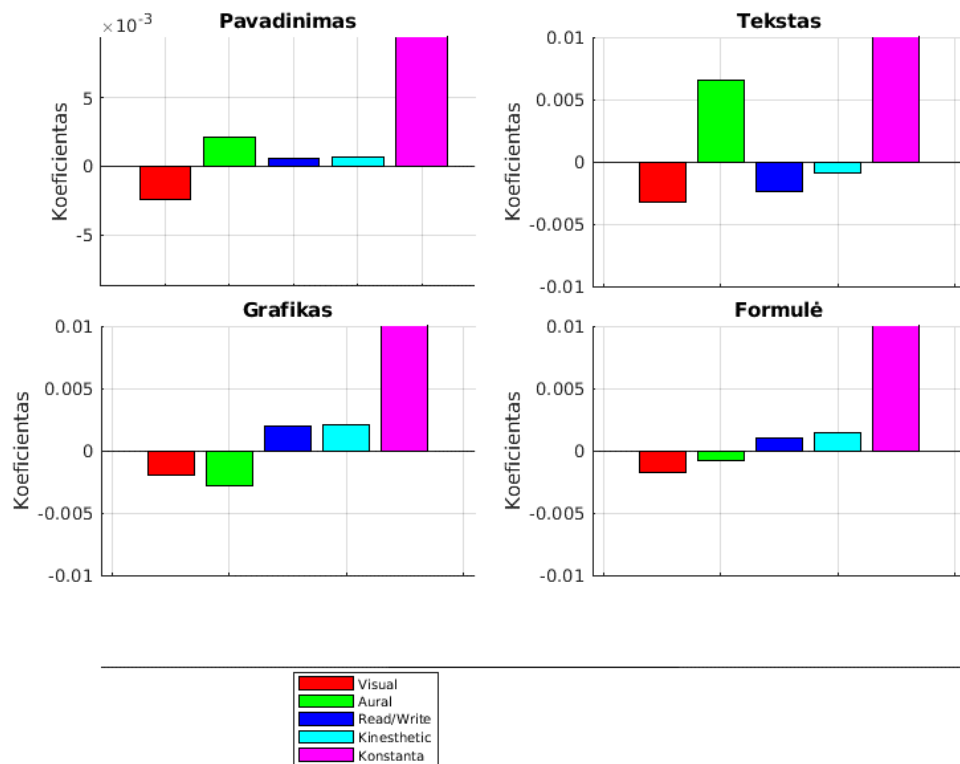 Pavadinimas
×10^-3
Koeficientas
5
0
-5
Tekstas
Koeficientas
0.01
0.005
0
-0.005
-0.01
Grafikas
Koeficientas
0.01
0.005
0
-0.005
-0.01
Formulė
Koeficientas
0.01
0.005
0
-0.005
-0.01
Visual
Aural
Read/Write
Kinesthetic
Konstanta